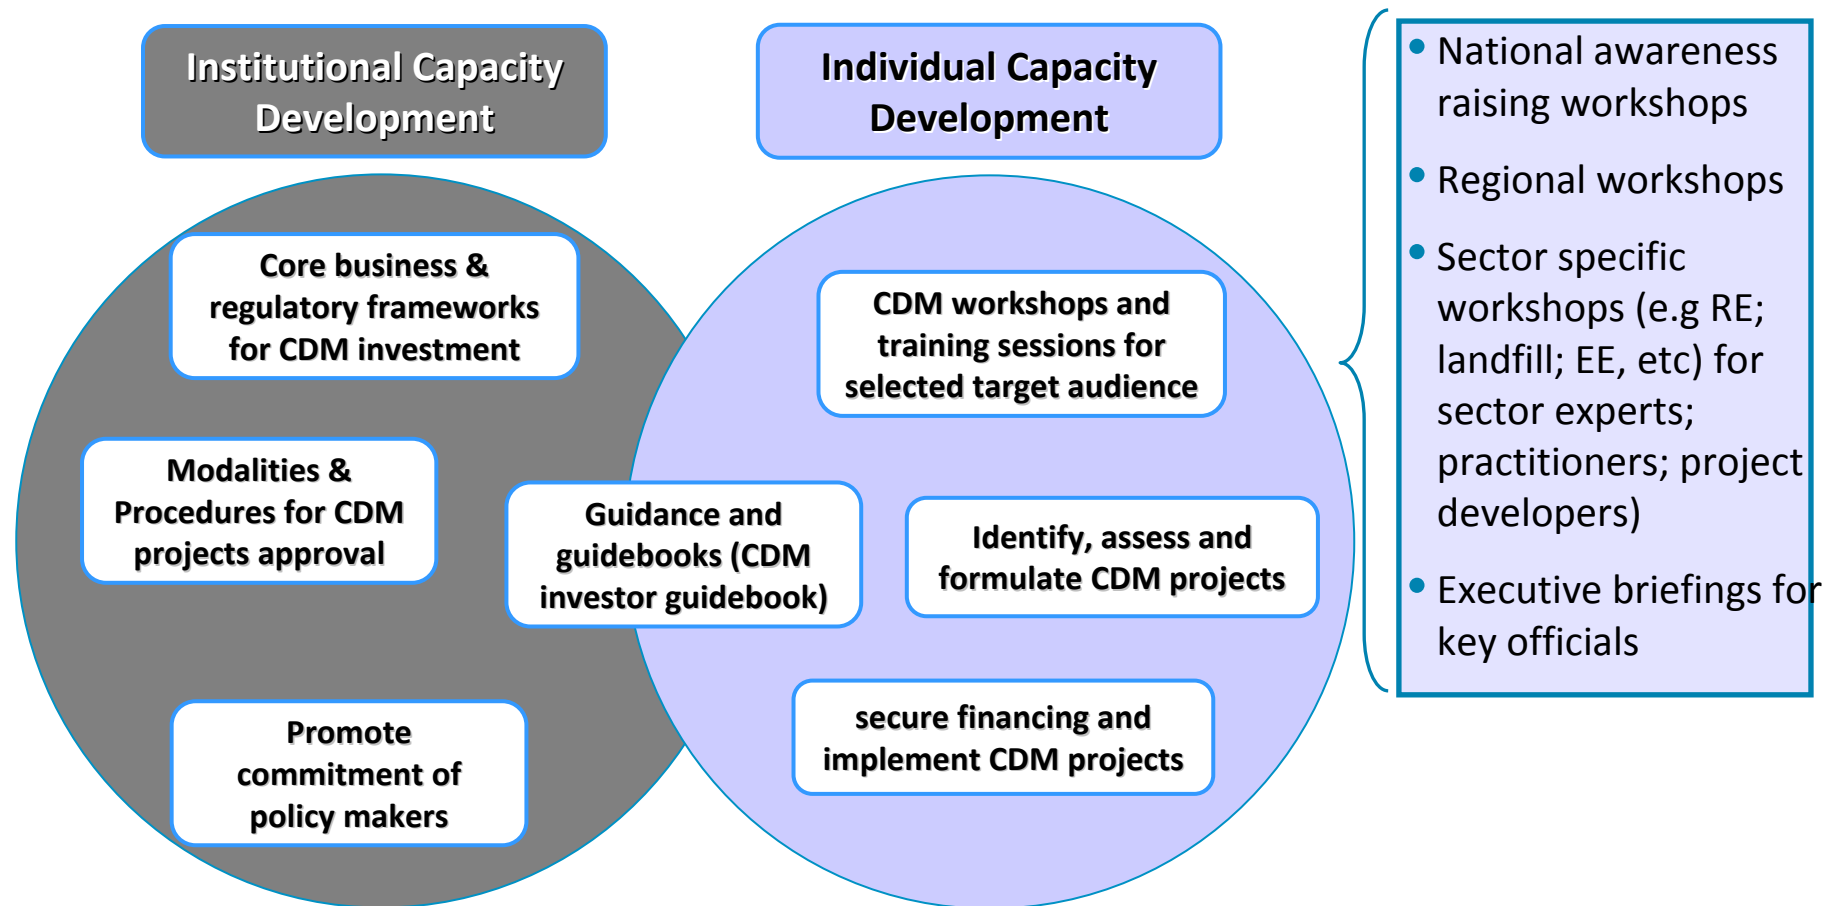 Institutional Capacity
Development
Individual Capacity
Development
Core business &
regulatory frameworks
for CDM investment
Modalities &
Procedures for CDM
projects approval
Guidance and
guidebooks (CDM
investor guidebook)
Promote
commitment of
policy makers
CDM workshops and
training sessions for
selected target audience
Identify, assess and
formulate CDM projects
secure financing and
implement CDM projects
• National awareness
raising workshops
• Regional workshops
• Sector specific
workshops (e.g RE;
landfill; EE, etc) for
sector experts;
practitioners; project
developers)
• Executive briefings for
key officials